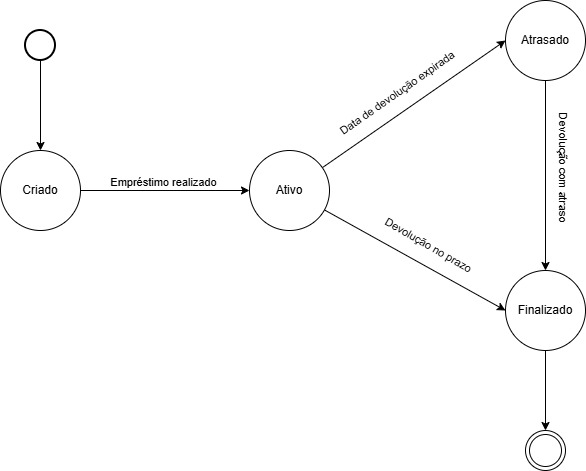 Atrasado
Data de devolução expirada
Devolução com atraso
Criado
Empréstimo realizado
Ativo
Devolução no prazo
Finalizado